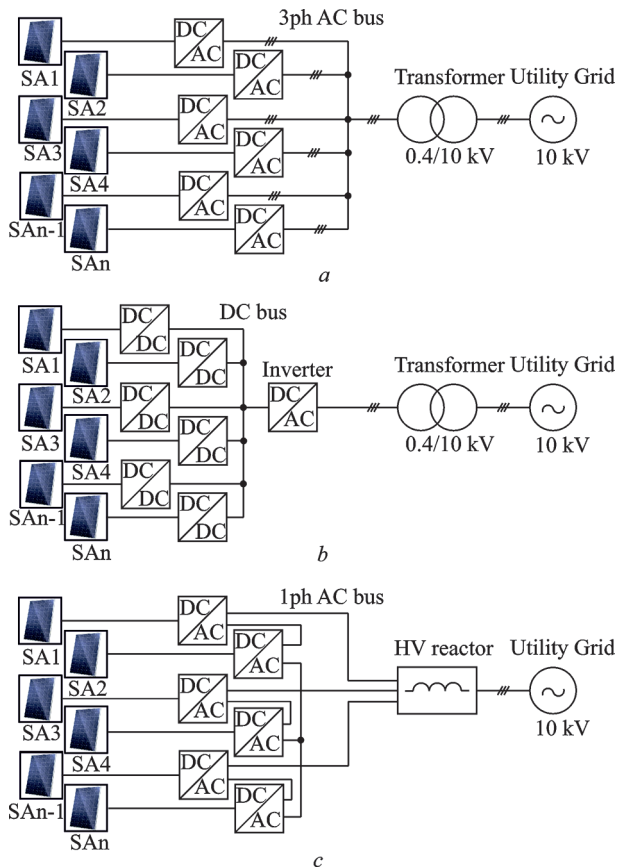 3ph AC bus
DC
AC
SA1
DC
AC
SA2
Transformer Utility Grid
DC
AC
SA3
DC
AC
SA4
0.4/10 kV
10 kV
DC
AC
SAn-1
DC
AC
SAn
a
DC bus
DC
DC
SA1
DC
DC
SA2
Inverter
Transformer Utility Grid
DC
DC
DC
AC
SA3
DC
DC
SA4
0.4/10 kV
10 kV
DC
DC
SAn-1
DC
DC
SAn
b
1ph AC bus
DC
AC
SA1
DC
AC
SA2
HV reactor
Utility Grid
DC
AC
SA3
DC
AC
SA4
10 kV
DC
AC
SAn-1
DC
AC
SAn
c